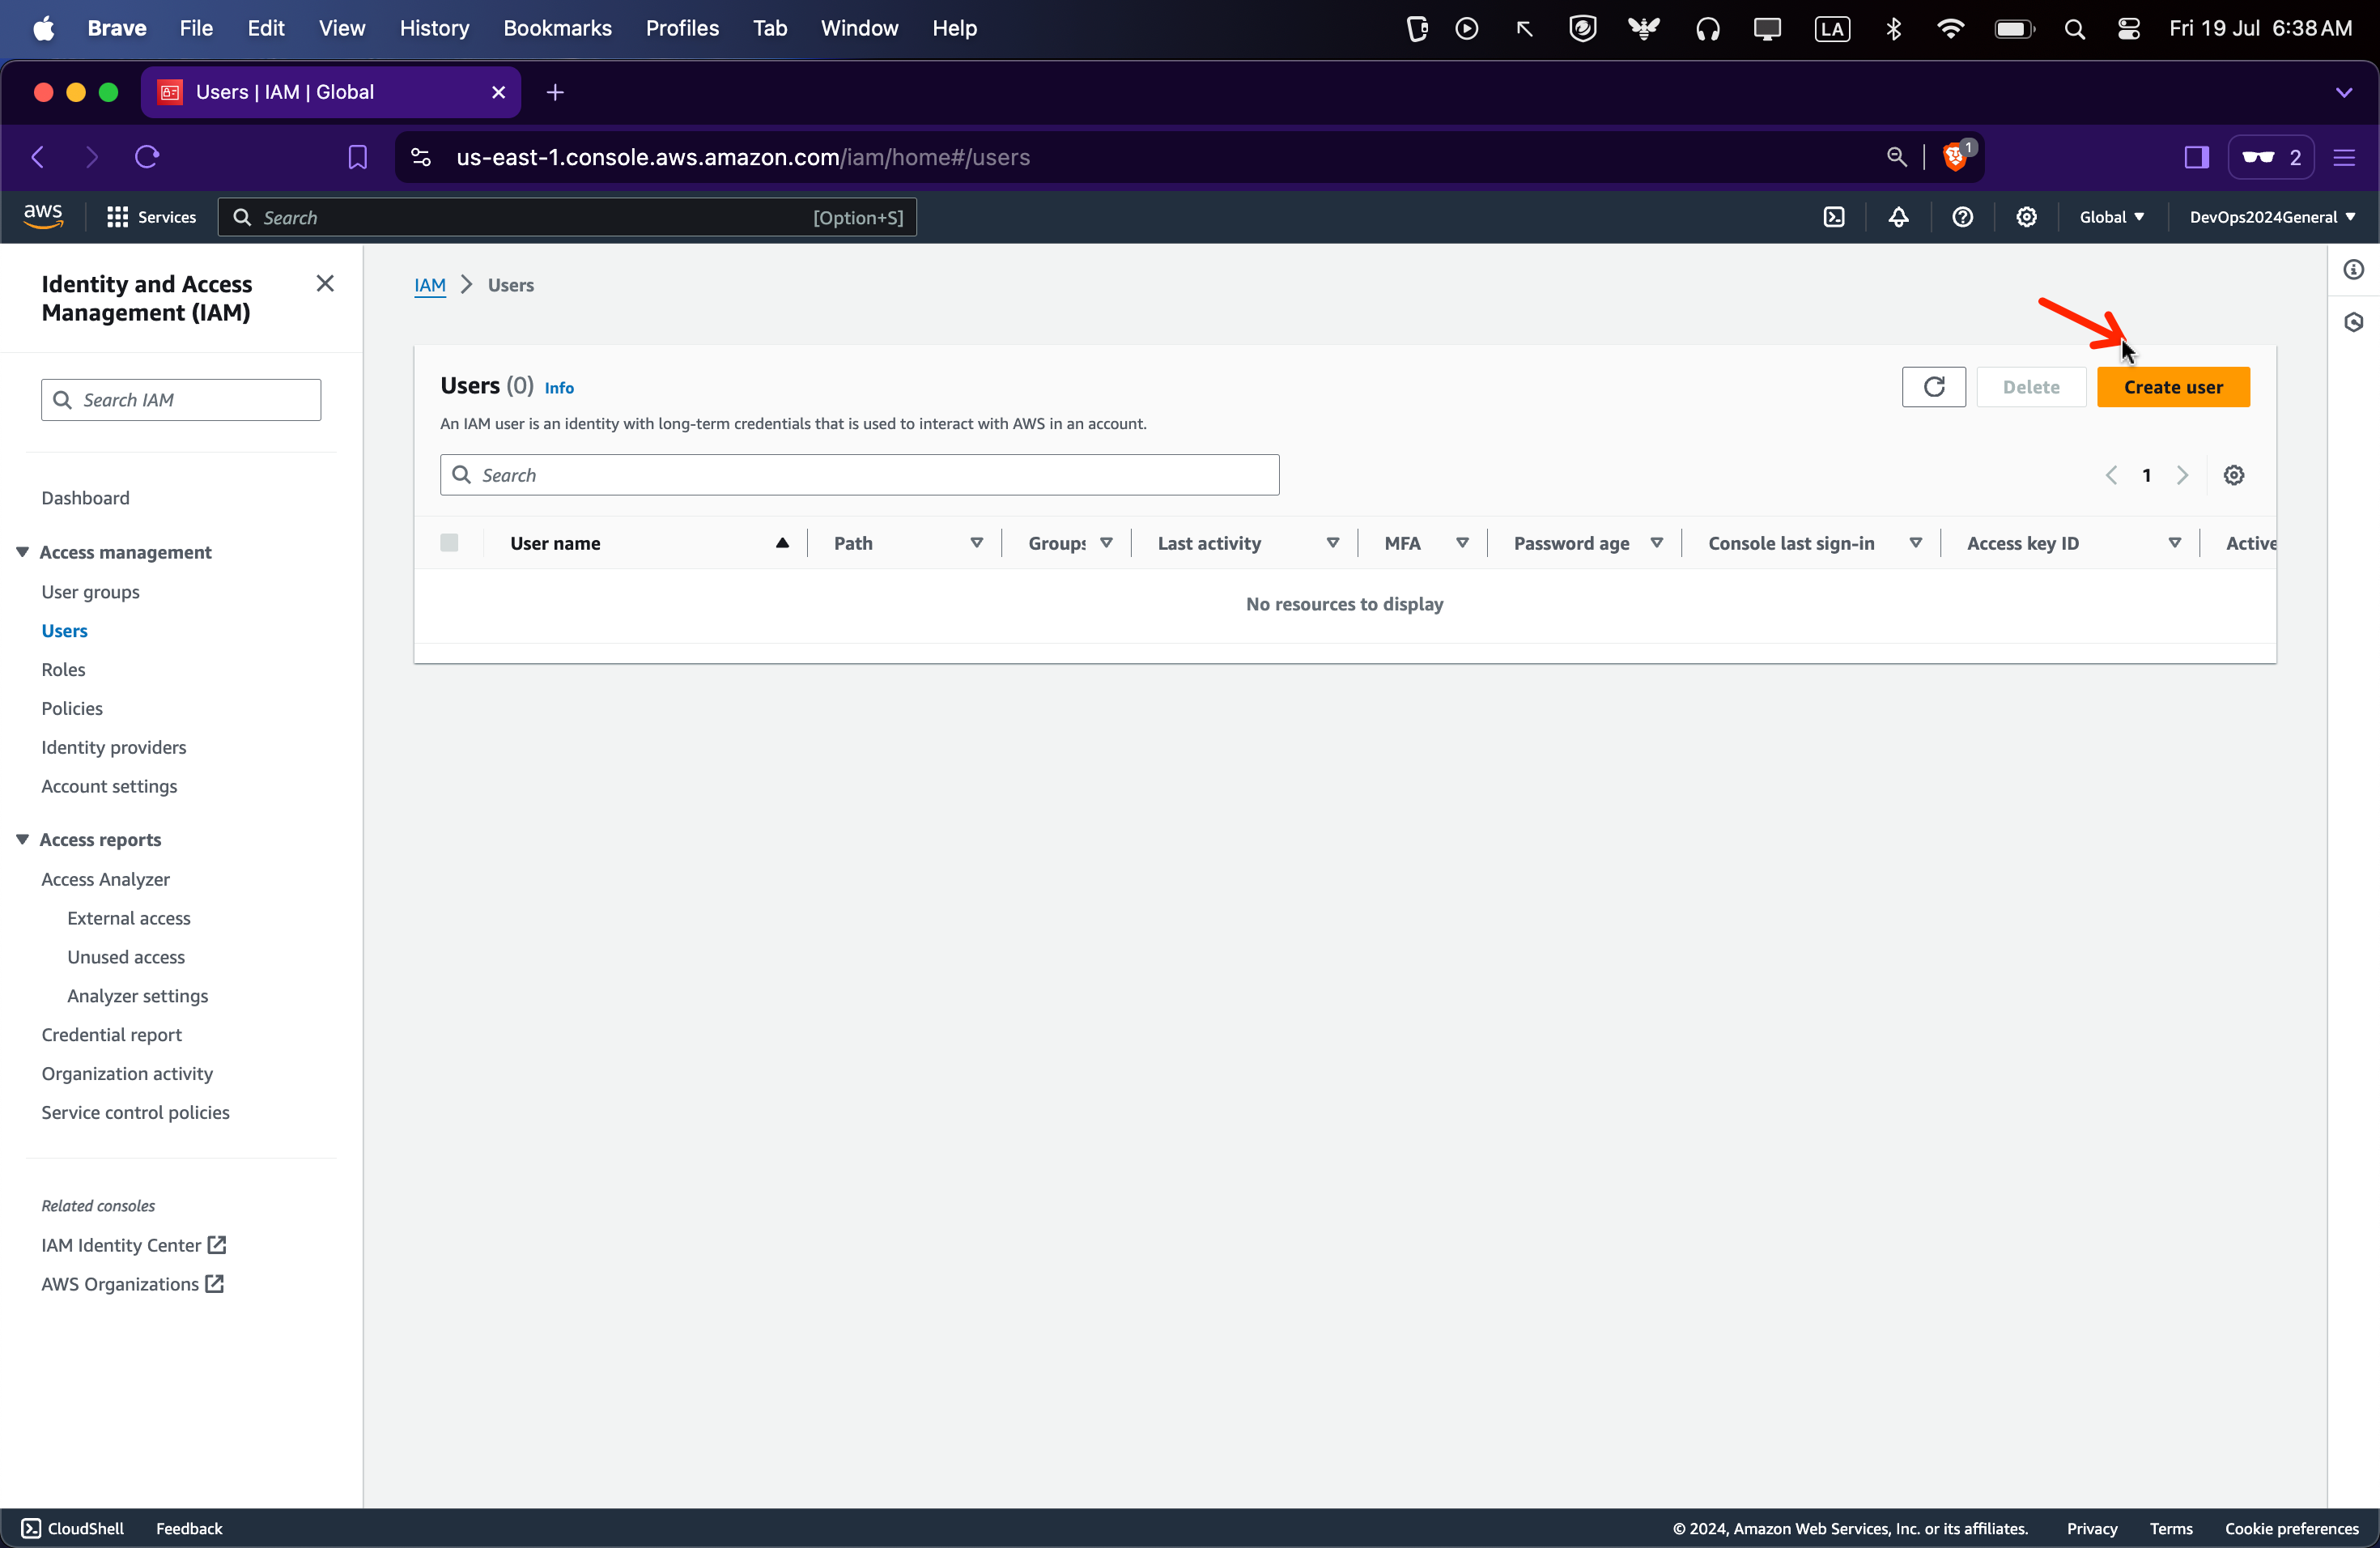 Brave File Edit View History Bookmarks Profiles Tab Window Help LA Fri 19 Jul 6:38 AM
Users | IAM | Global
us-east-1.console.aws.amazon.com/iam/home#/users 1 2
aws Services Search [Option+S] Global DevOps2024General
Identity and Access
Management (IAM)
Search IAM
Dashboard
Access management
User groups
Users
Roles
Policies
Identity providers
Account settings
Access reports
Access Analyzer
External access
Unused access
Analyzer settings
Credential report
Organization activity
Service control policies
Related consoles
IAM Identity Center
AWS Organizations
IAM Users
Users (0) Info
Delete Create user
An IAM user is an identity with long-term credentials that is used to interact with AWS in an account.
Search
1
User name Path Groups Last activity MFA Password age Console last sign-in Access key ID Active
No resources to display
CloudShell Feedback © 2024, Amazon Web Services, Inc. or its affiliates. Privacy Terms Cookie preferences